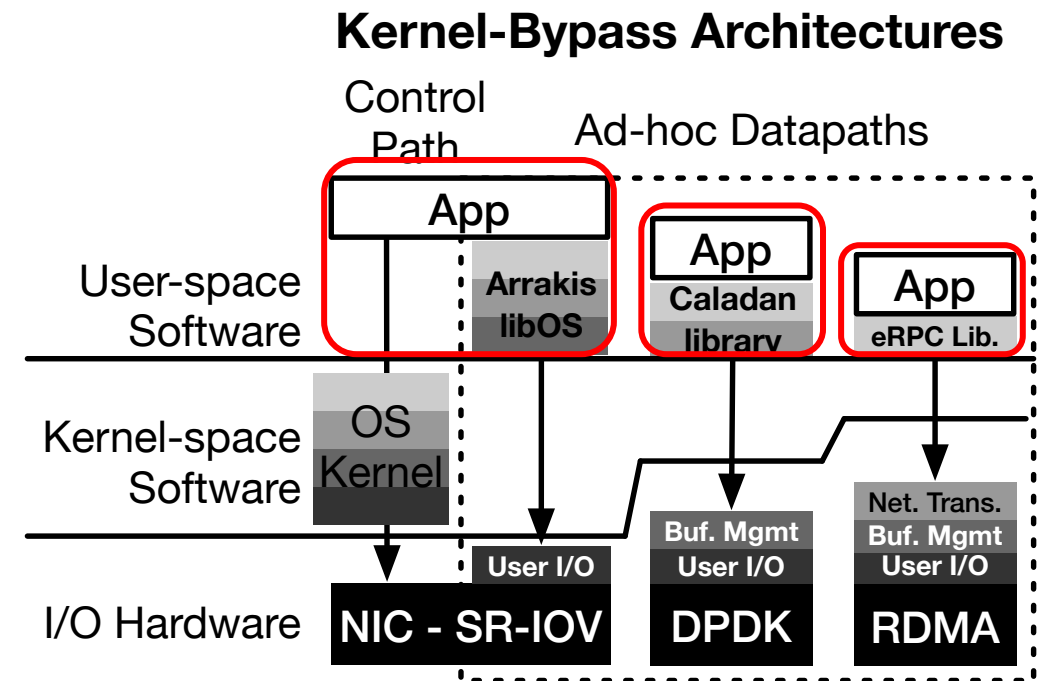 Kernel-Bypass Architectures
Control
Path
Ad-hoc Datapaths
App
App
App
User-space
Software
Arrakis
libOS
Caladan
library
eRPC Lib.
Kernel-space
Software
OS
Kernel
Net. Trans.
Buf. Mgmt
Buf. Mgmt
User I/O
User I/O
User I/O
I/O Hardware
NIC - SR-IOV
DPDK
RDMA